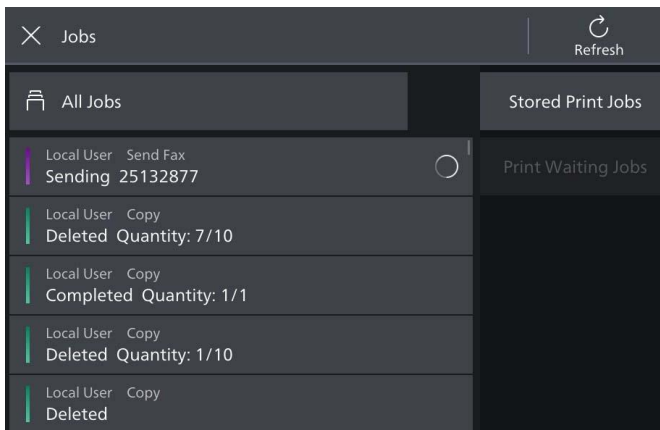 Jobs
Refresh
All Jobs
Stored Print Jobs
Local User Send Fax
Sending 25132877
Print Waiting Jobs
Local User Copy
Deleted Quantity: 7/10
Local User Copy
Completed Quantity: 1/1
Local User Copy
Deleted Quantity: 1/10
Local User Copy
Deleted